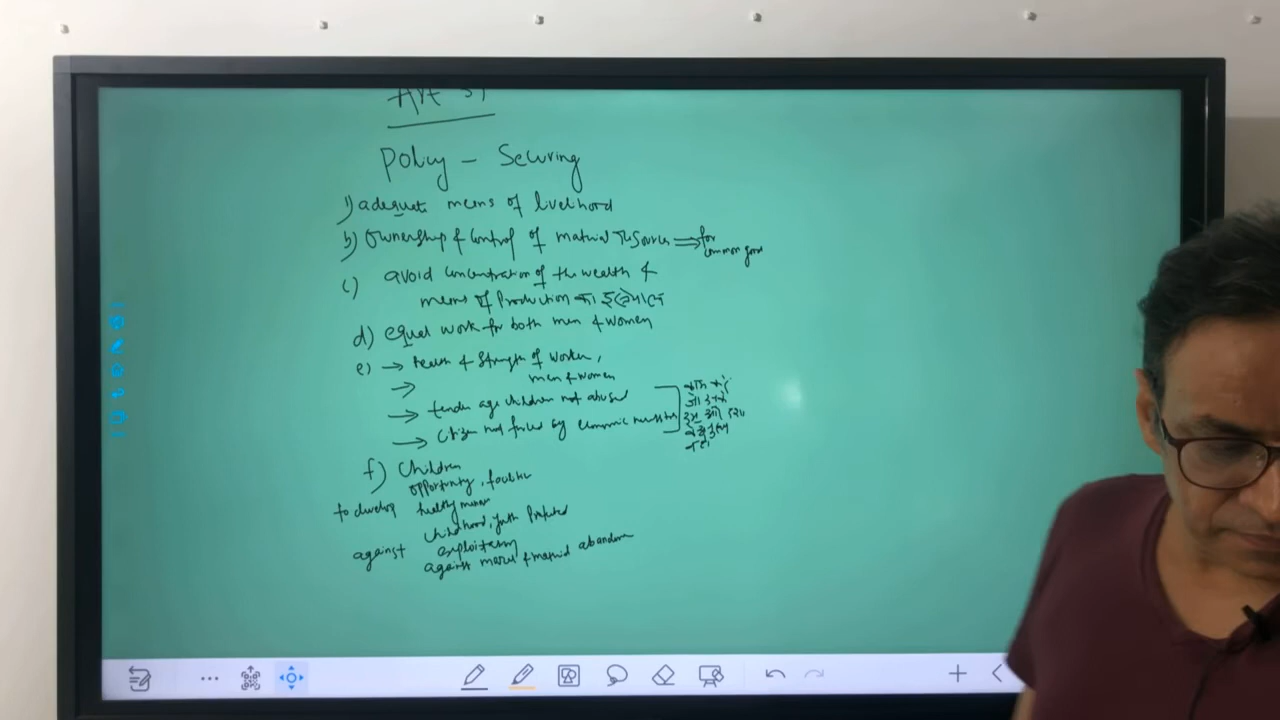 Art 39
Policy - Securing
1) adequate means of livelihood
b) Ownership & Control of material resources ⇒ for
common good
c) avoid concentration of the wealth &
means of Production का
d) equal work for both men & women
e) → Health & Strength of worker,
men & women
→
→ tender age children not abused
→ Citizen not forced by economic
f) Children
opportunity, facilities
to develop healthy manner
childhood, youth Protected
against exploitation
against moral & material abandon